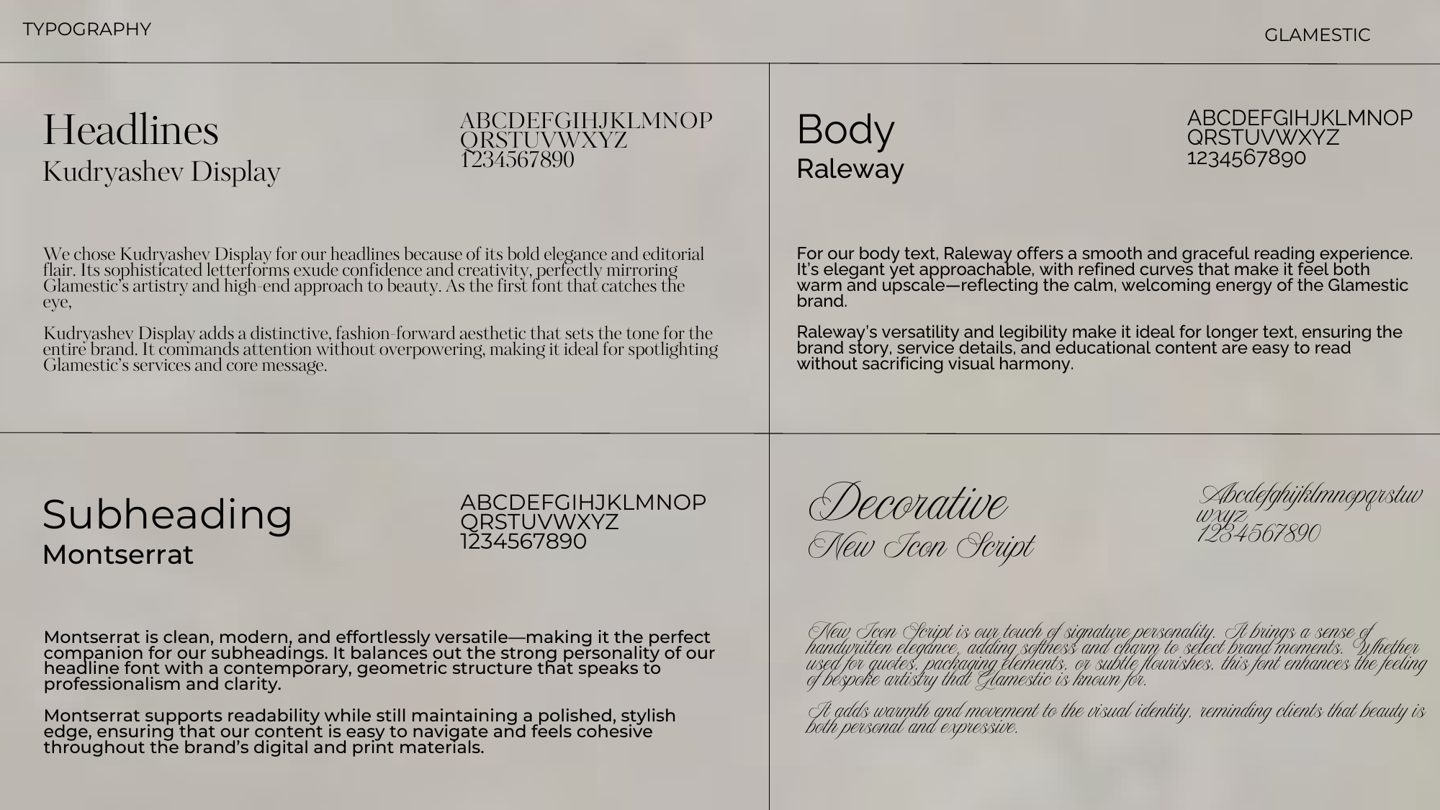 TYPOGRAPHY
GLAMESTIC
Headlines
Kudryashev Display
ABCDEFGIHJKLMNOP
QRSTUVWXYZ
1234567890
We chose Kudryashev Display for our headlines because of its bold elegance and editorial
flair. Its sophisticated letterforms exude confidence and creativity, perfectly mirroring
Glamestic's artistry and high-end approach to beauty. As the first font that catches the
eye,
Kudryashev Display adds a distinctive, fashion-forward aesthetic that sets the tone for the
entire brand. It commands attention without overpowering, making it ideal for spotlighting
Glamestic's services and core message.
Body
Raleway
ABCDEFGIHJKLMNOP
QRSTUVWXYZ
1234567890
For our body text, Raleway offers a smooth and graceful reading experience.
It's elegant yet approachable, with refined curves that make it feel both
warm and upscale—reflecting the calm, welcoming energy of the Glamestic
brand.
Raleway's versatility and legibility make it ideal for longer text, ensuring the
brand story, service details, and educational content are easy to read
without sacrificing visual harmony.
Subheading
Montserrat
ABCDEFGIHJKLMNOP
QRSTUVWXYZ
1234567890
Montserrat is clean, modern, and effortlessly versatile—making it the perfect
companion for our subheadings. It balances out the strong personality of our
headline font with a contemporary, geometric structure that speaks to
professionalism and clarity.
Montserrat supports readability while still maintaining a polished, stylish
edge, ensuring that our content is easy to navigate and feels cohesive
throughout the brand's digital and print materials.
Decorative
New Icon Script
Abcdefghijklmnopqrstuw
wxyz
1234567890
New Icon Script is our touch of signature personality. It brings a sense of
handwritten elegance, adding softness and charm to select brand moments. Whether
used for quotes, packaging elements, or subtle flourishes, this font enhances the feeling
of bespoke artistry that Glamestic is known for.
It adds warmth and movement to the visual identity, reminding clients that beauty is
both personal and expressive.